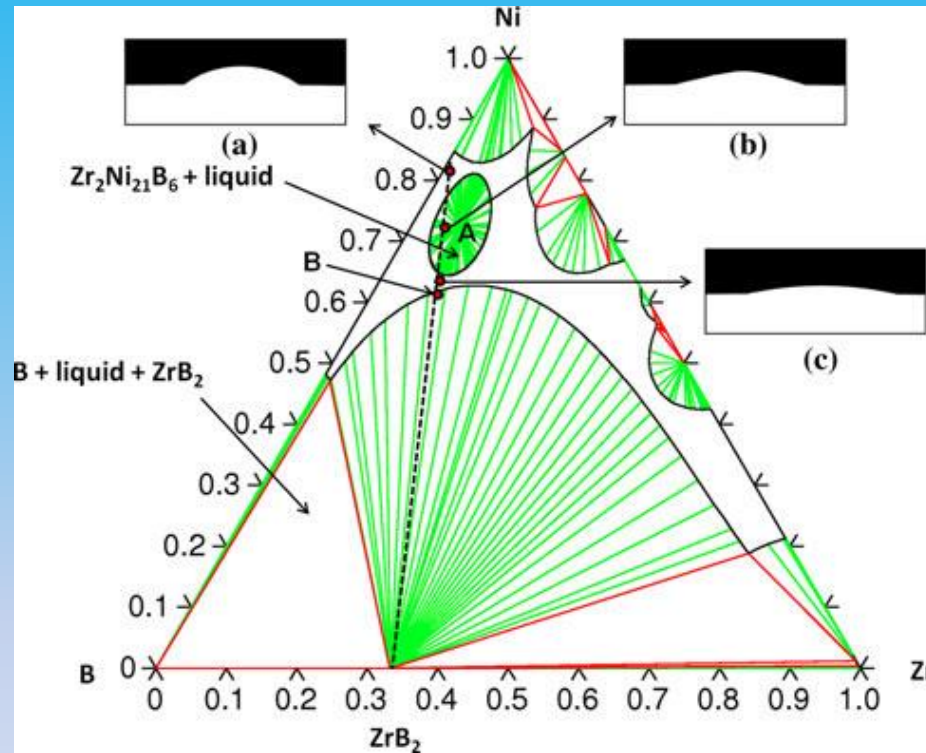 Ni
1.0
(a)
(b)
0.9
Zr2Ni21B6 + liquid
0.8
A
0.7
B
0.6
(c)
0.5
B + liquid + ZrB2
0.4
0.3
0.2
0.1
B
0
Zr
0 0.1 0.2 0.3 0.4 0.5 0.6 0.7 0.8 0.9 1.0
ZrB2